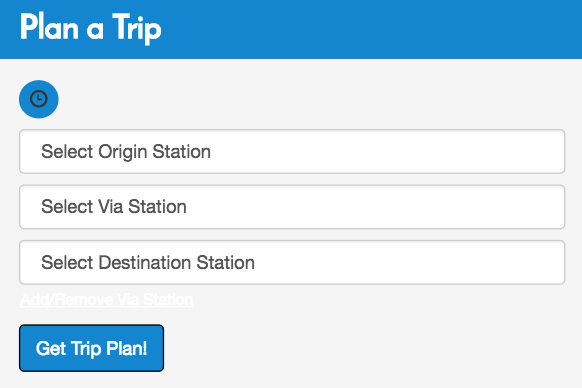 Plan a Trip
Select Origin Station
Select Via Station
Select Destination Station
Add/Remove Via Station
Get Trip Plan!